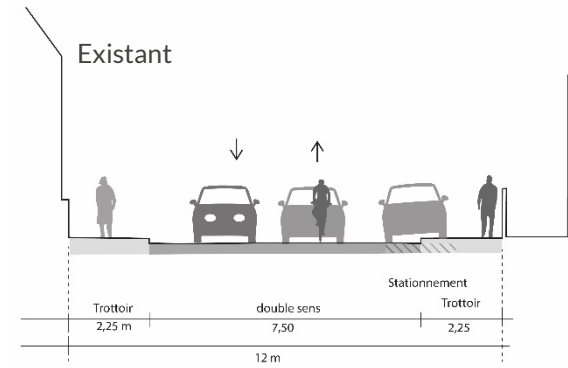 Existant
Stationnement
Trottoir
double sens
Trottoir
2,25 m
7,50
2,25
12 m